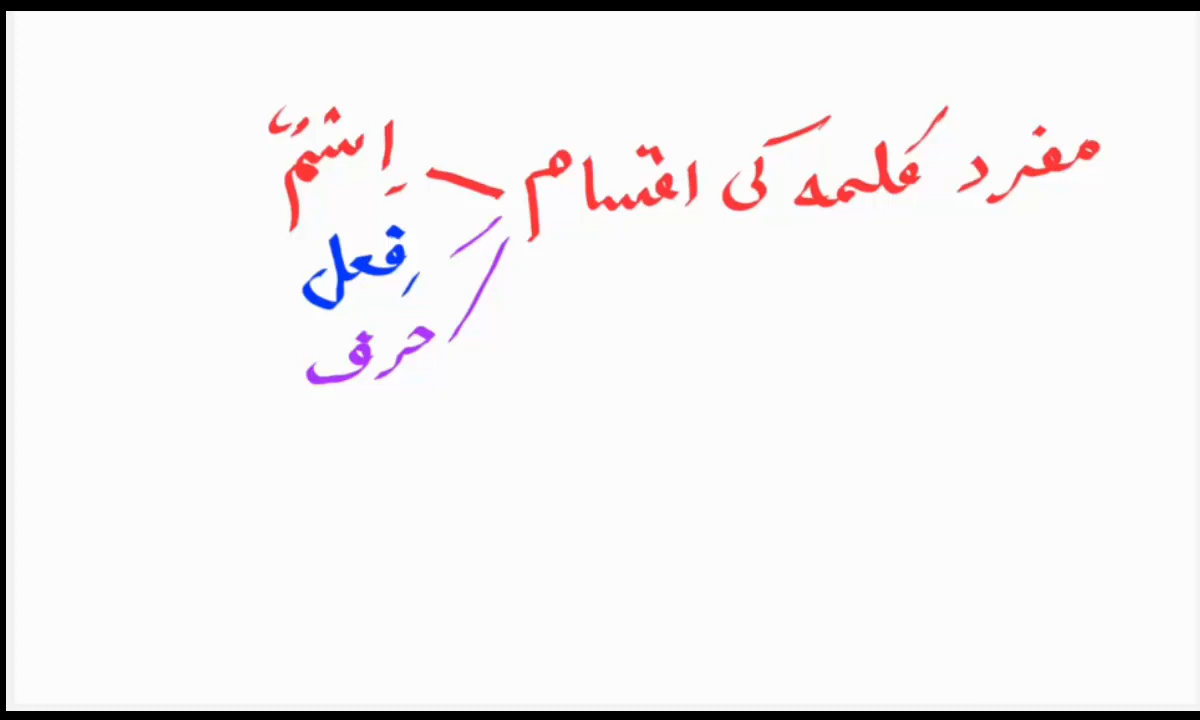 مفرد کلمہ کی اقسام
اِسْمٌ
فِعل
حرف